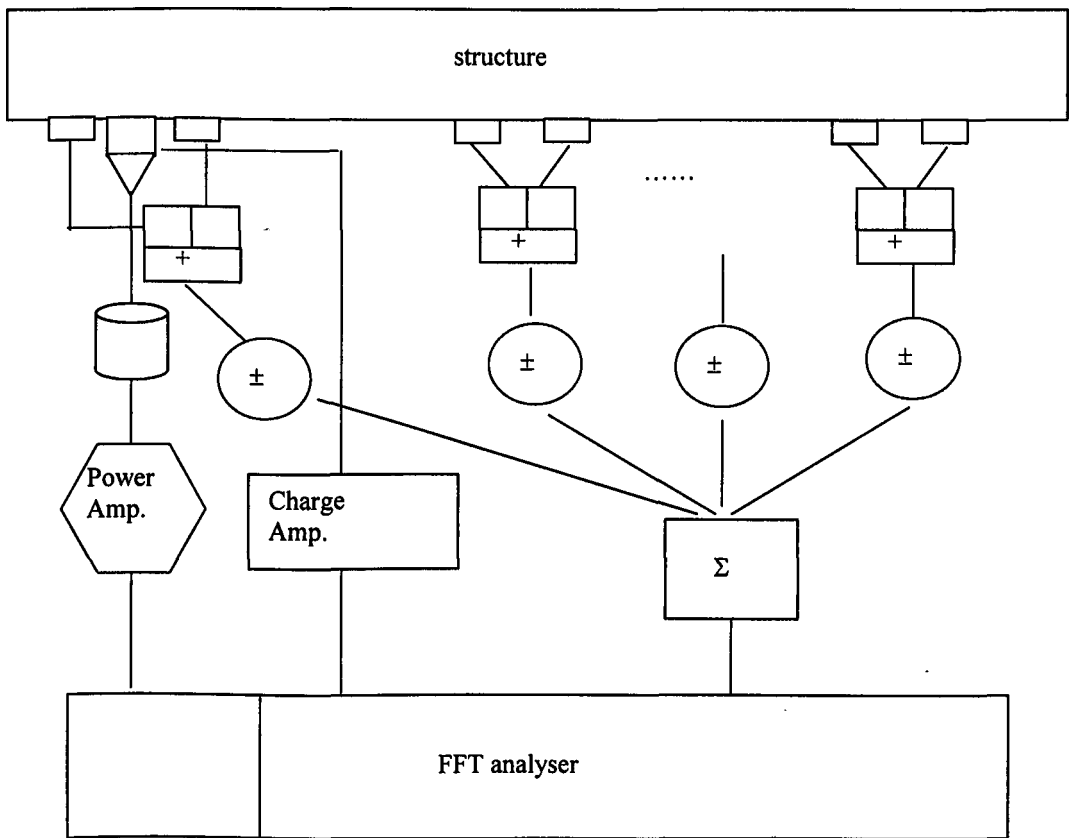 structure
......
+
+
+
±
±
±
±
Power
Amp.
Charge
Amp.
Σ
FFT analyser